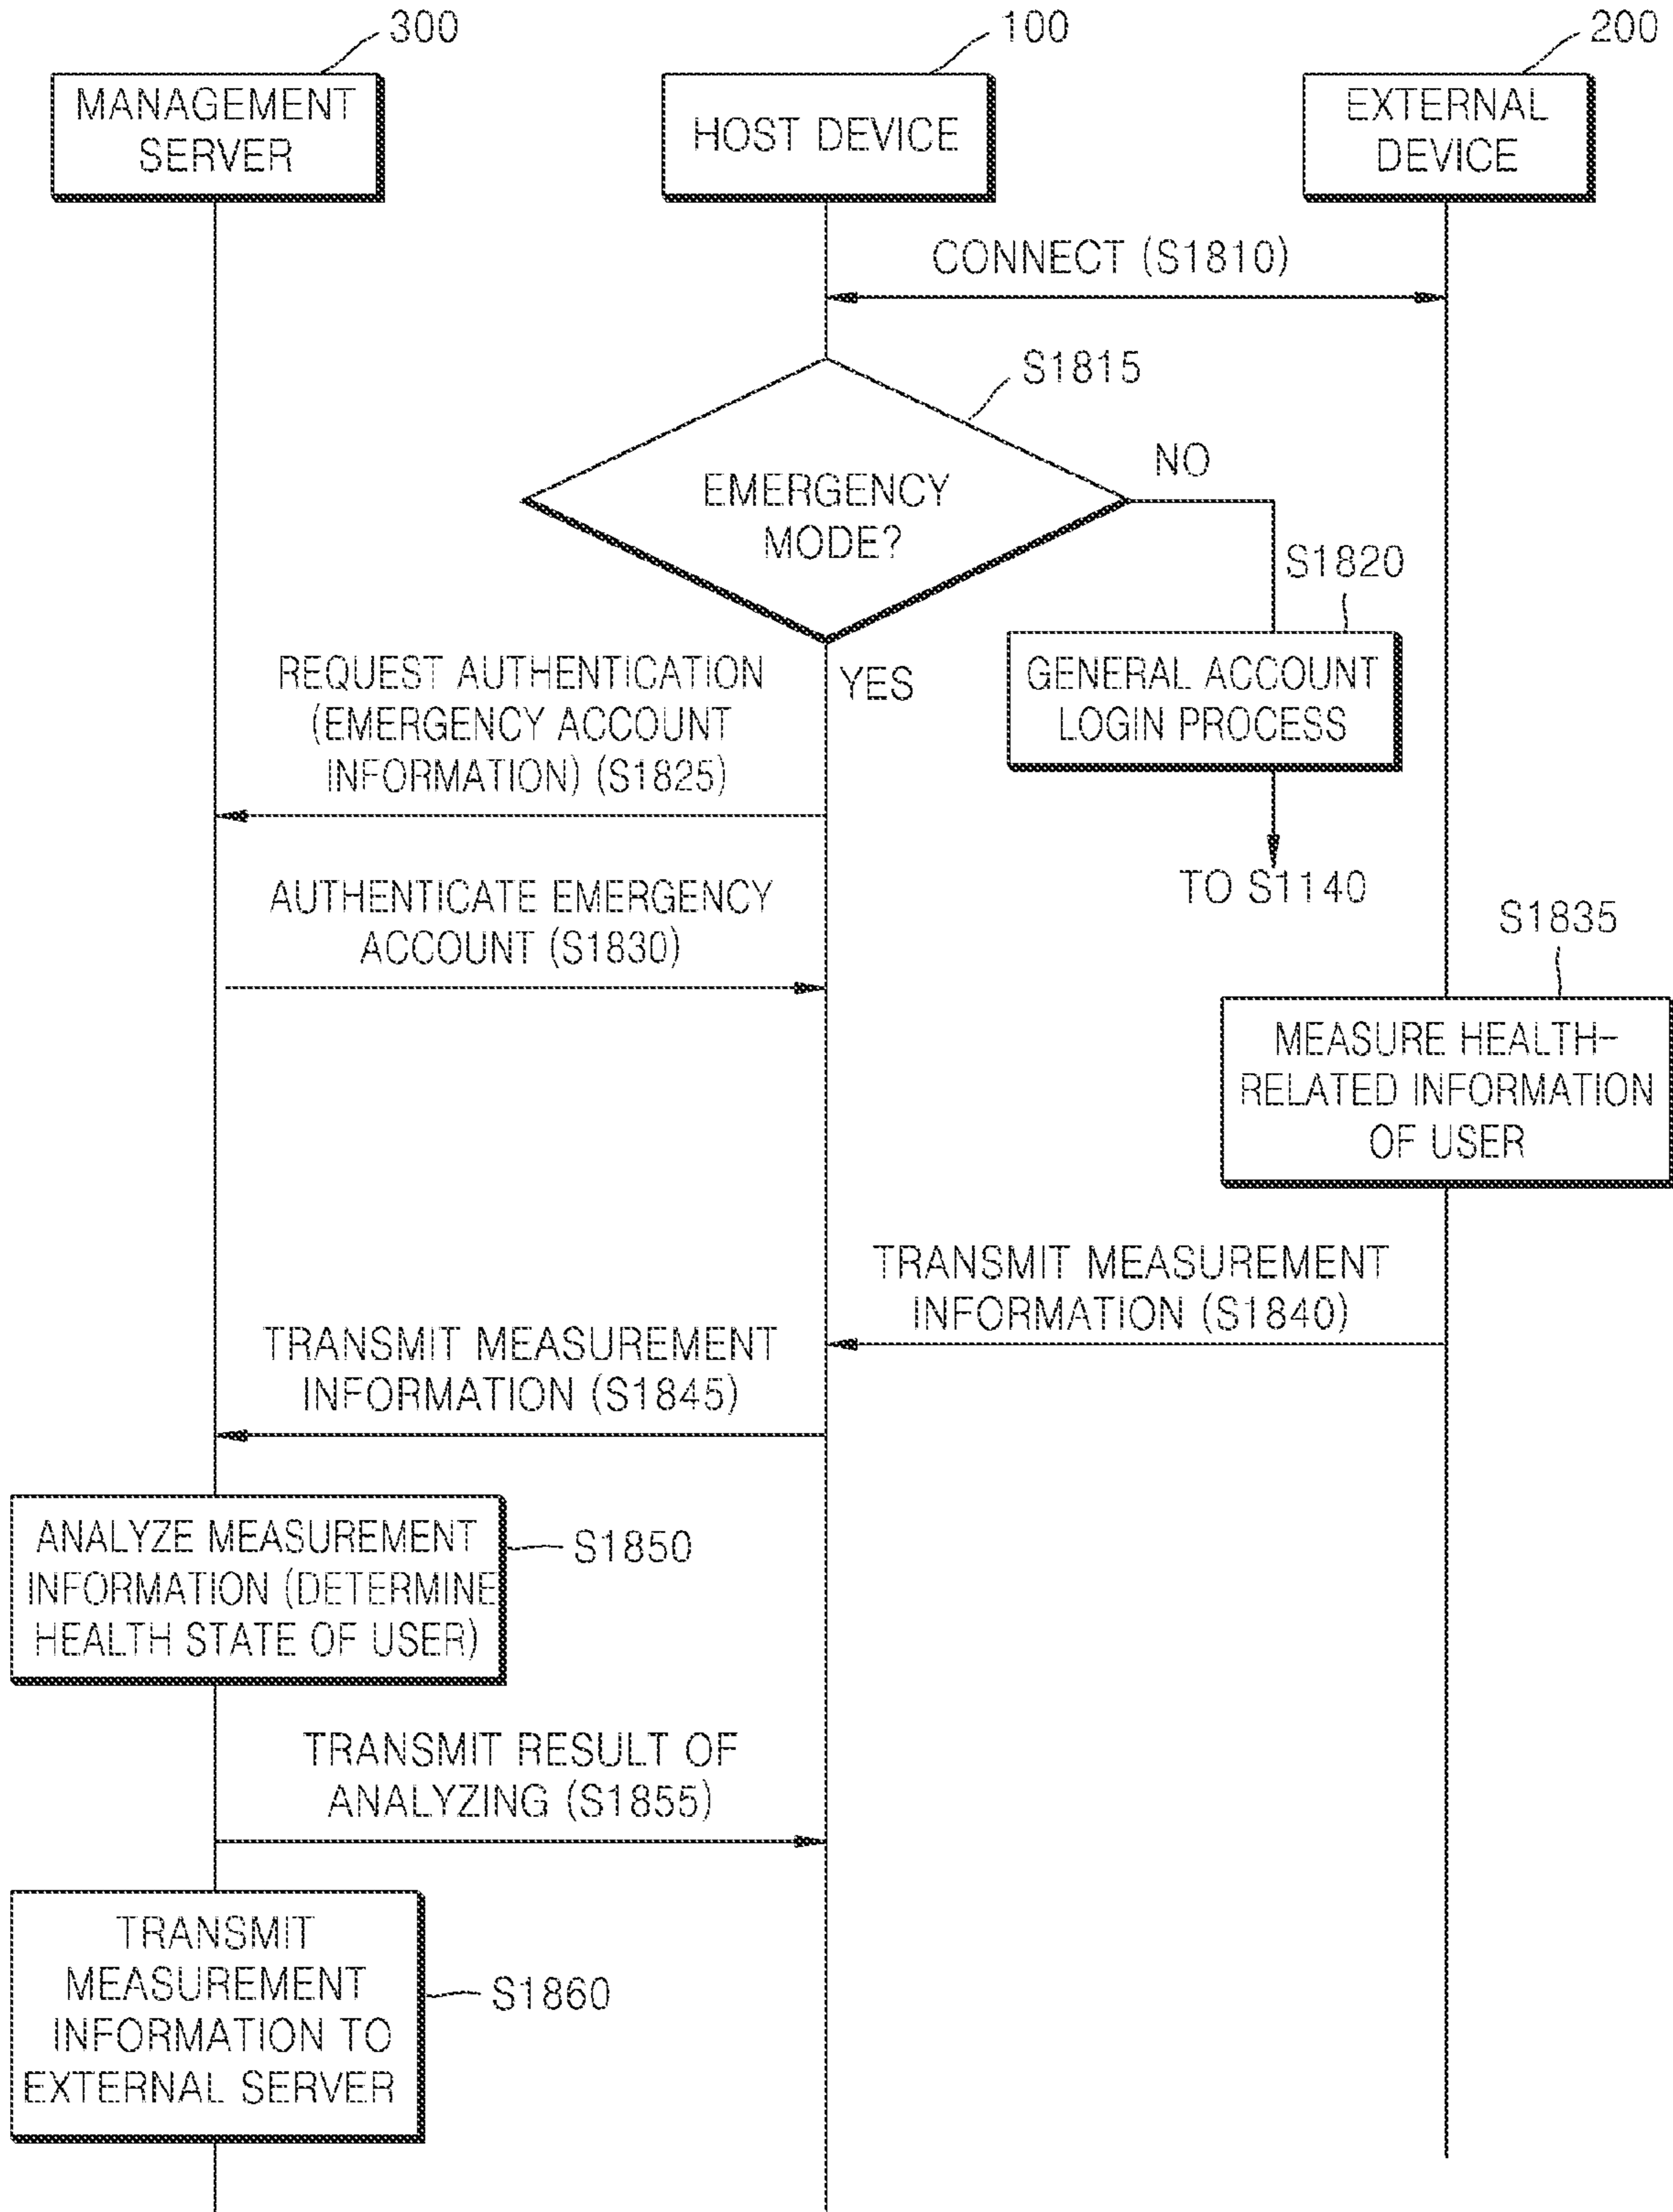 300
100
200
MANAGEMENT
SERVER
HOST DEVICE
EXTERNAL
DEVICE
CONNECT (S1810)
S1815
EMERGENCY
MODE?
NO
YES
S1820
GENERAL ACCOUNT
LOGIN PROCESS
TO S1140
REQUEST AUTHENTICATION
(EMERGENCY ACCOUNT
INFORMATION) (S1825)
AUTHENTICATE EMERGENCY
ACCOUNT (S1830)
S1835
MEASURE HEALTH-
RELATED INFORMATION
OF USER
TRANSMIT MEASUREMENT
INFORMATION (S1840)
TRANSMIT MEASUREMENT
INFORMATION (S1845)
ANALYZE MEASUREMENT
INFORMATION (DETERMINE
HEALTH STATE OF USER)
S1850
TRANSMIT RESULT OF
ANALYZING (S1855)
TRANSMIT
MEASUREMENT
INFORMATION TO
EXTERNAL SERVER
S1860